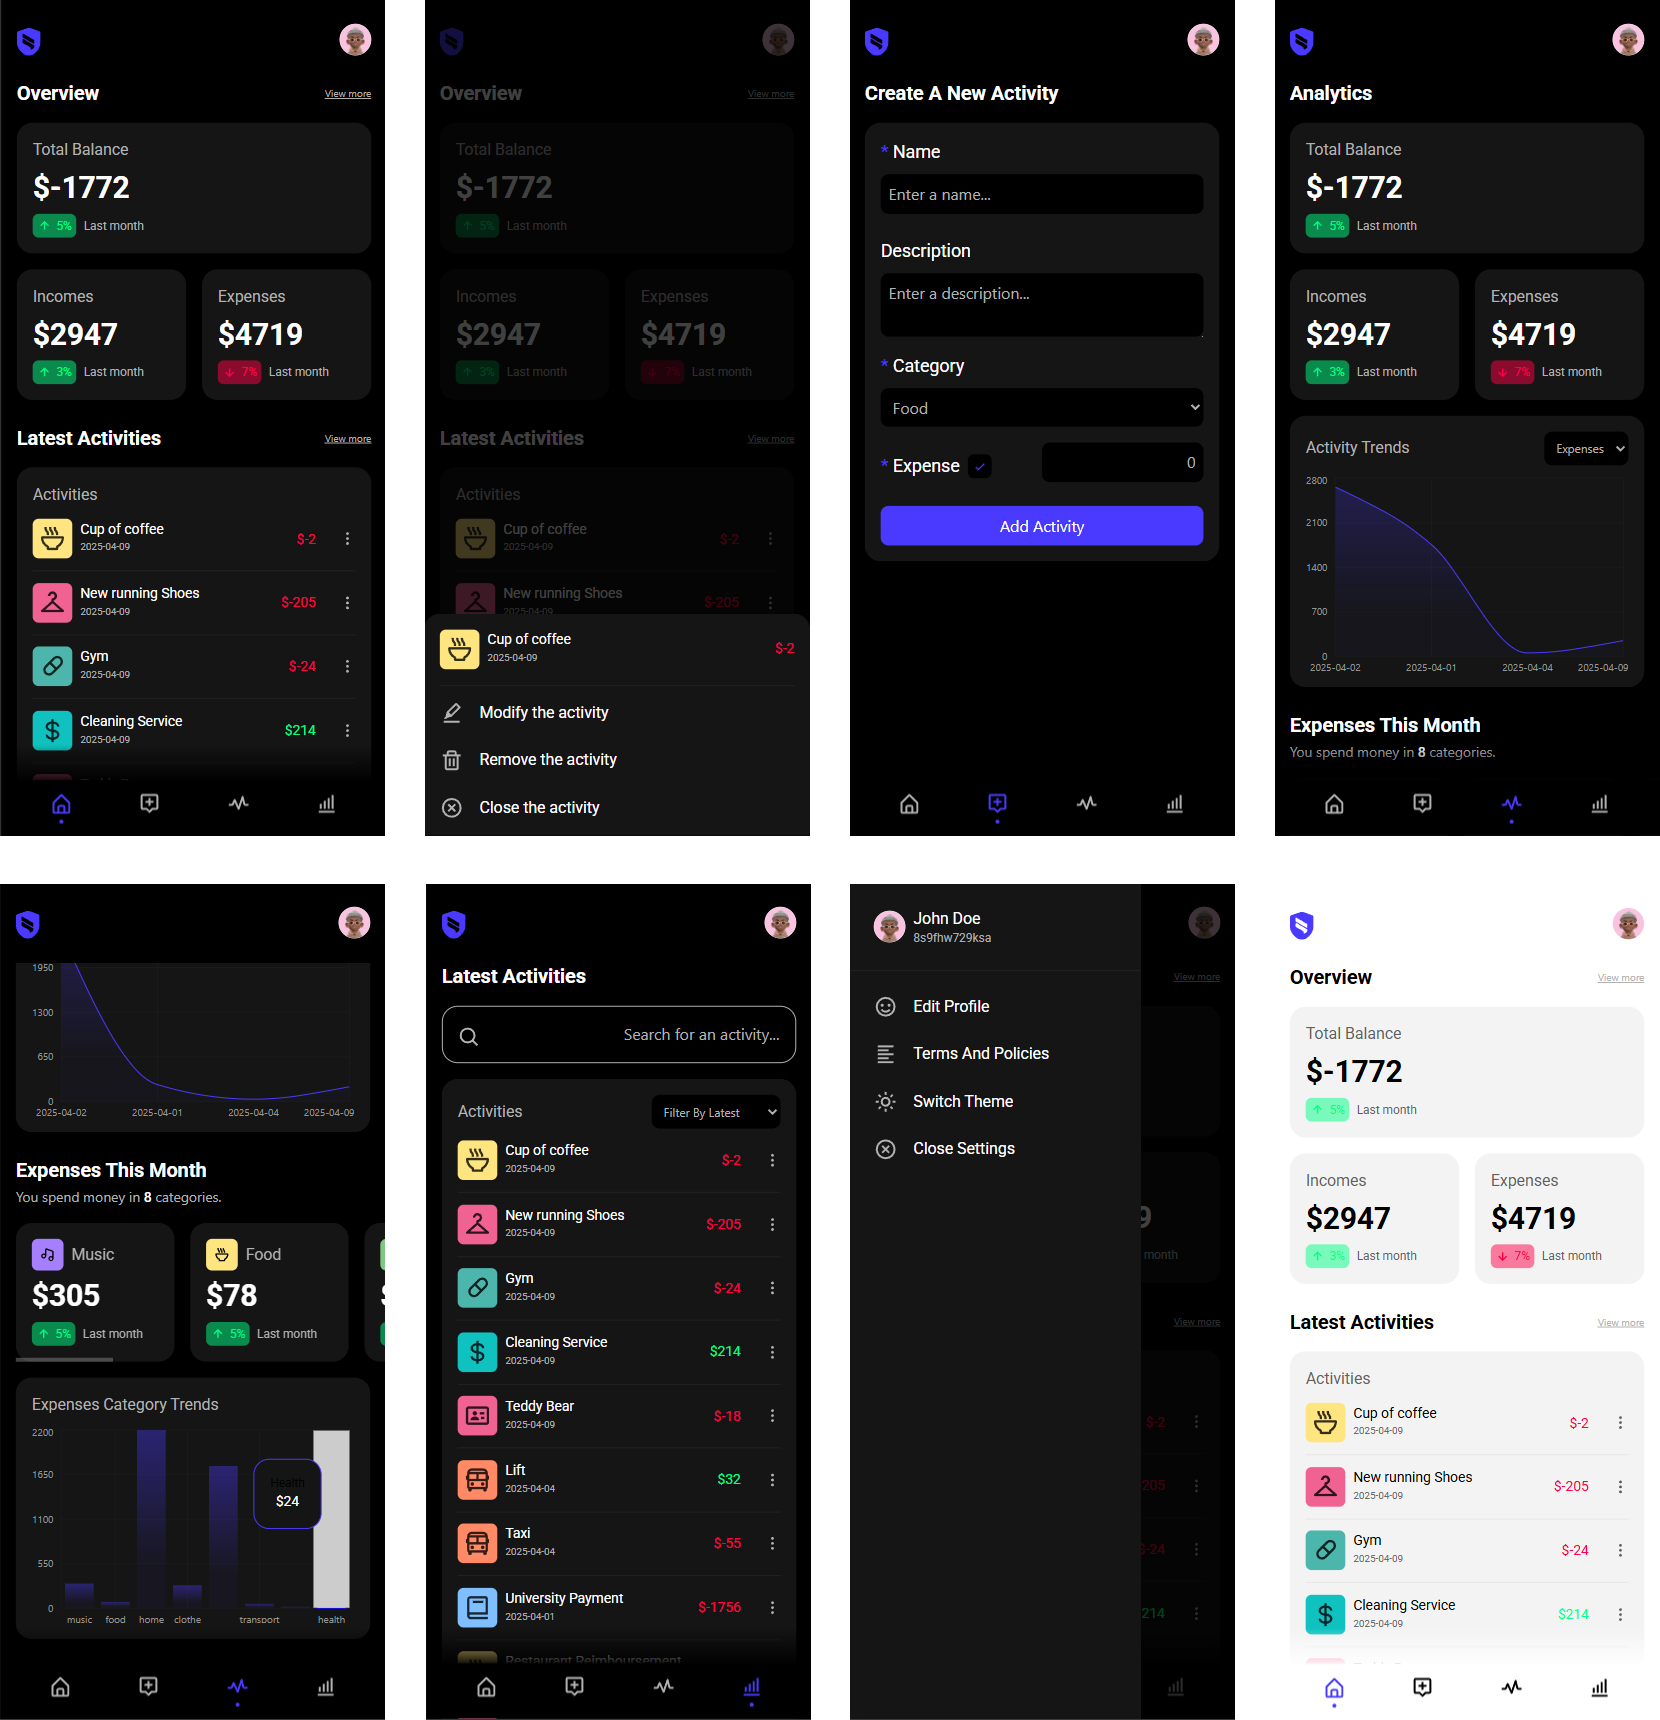 Overview
View more
Total Balance
$-1772
5%
Last month
Incomes
$2947
3%
Last month
Expenses
$4719
7%
Last month
Latest Activities
View more
Activities
Cup of coffee
2025-04-09
$-2
New running Shoes
2025-04-09
$-205
Gym
2025-04-09
$-24
Cleaning Service
2025-04-09
$214
Overview
View more
Total Balance
$-1772
5%
Last month
Incomes
$2947
3%
Last month
Expenses
$4719
7%
Last month
Latest Activities
View more
Activities
Cup of coffee
2025-04-09
$-2
New running Shoes
2025-04-09
$-205
Cup of coffee
2025-04-09
$-2
Modify the activity
Remove the activity
Close the activity
Create A New Activity
* Name
Enter a name...
Description
Enter a description...
* Category
Food
* Expense
0
Add Activity
Analytics
Total Balance
$-1772
5%
Last month
Incomes
$2947
3%
Last month
Expenses
$4719
7%
Last month
Activity Trends
Expenses
2800
2100
1400
700
0
2025-04-02
2025-04-01
2025-04-04
2025-04-09
Expenses This Month
You spend money in 8 categories.
1950
1300
650
0
2025-04-02
2025-04-01
2025-04-04
2025-04-09
Expenses This Month
You spend money in 8 categories.
Music
$305
5%
Last month
Food
$78
5%
Last month
Expenses Category Trends
2200
1650
1100
550
0
Health
$24
music
food
home
clothe
transport
health
Latest Activities
Search for an activity...
Activities
Filter By Latest
Cup of coffee
2025-04-09
$-2
New running Shoes
2025-04-09
$-205
Gym
2025-04-09
$-24
Cleaning Service
2025-04-09
$214
Teddy Bear
2025-04-09
$-18
Lift
2025-04-04
$32
Taxi
2025-04-04
$-55
University Payment
2025-04-01
$-1756
Restaurant Reimboursement
John Doe
8s9fhw729ksa
Edit Profile
Terms And Policies
Switch Theme
Close Settings
View more
9
month
View more
$-2
205
$-24
214
Overview
View more
Total Balance
$-1772
5%
Last month
Incomes
$2947
3%
Last month
Expenses
$4719
7%
Last month
Latest Activities
View more
Activities
Cup of coffee
2025-04-09
$-2
New running Shoes
2025-04-09
$-205
Gym
2025-04-09
$-24
Cleaning Service
2025-04-09
$214